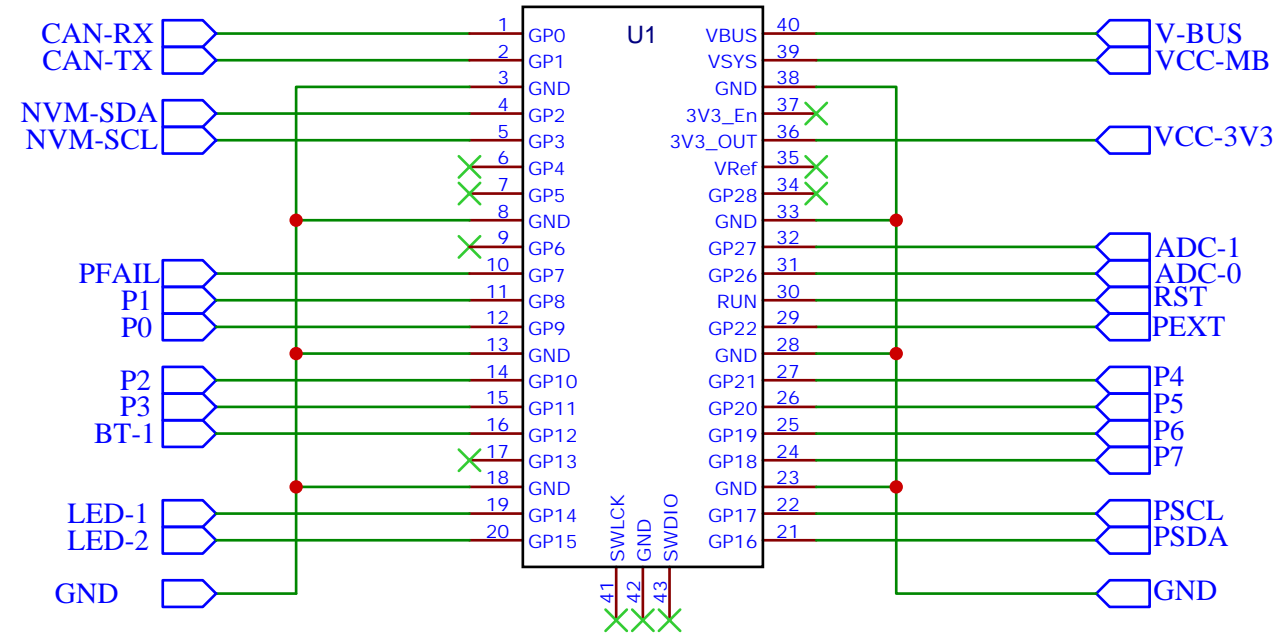 CAN-RX 1 GP0 U1 VBUS 40 V-BUS
CAN-TX 2 GP1 VSYS 39 VCC-MB
3 GND GND 38
NVM-SDA 4 GP2 3V3_En 37
NVM-SCL 5 GP3 3V3_OUT 36 VCC-3V3
6 GP4 VRef 35
7 GP5 GP28 34
8 GND GND 33
9 GP6 GP27 32 ADC-1
PFAIL 10 GP7 GP26 31 ADC-0
P1 11 GP8 RUN 30 RST
P0 12 GP9 GP22 29 PEXT
13 GND GND 28
P2 14 GP10 GP21 27 P4
P3 15 GP11 GP20 26 P5
BT-1 16 GP12 GP19 25 P6
17 GP13 GP18 24 P7
18 GND GND 23
LED-1 19 GP14 GP17 22 PSCL
LED-2 20 GP15 GP16 21 PSDA
SWLCK GND SWDIO
GND 41 42 43 GND